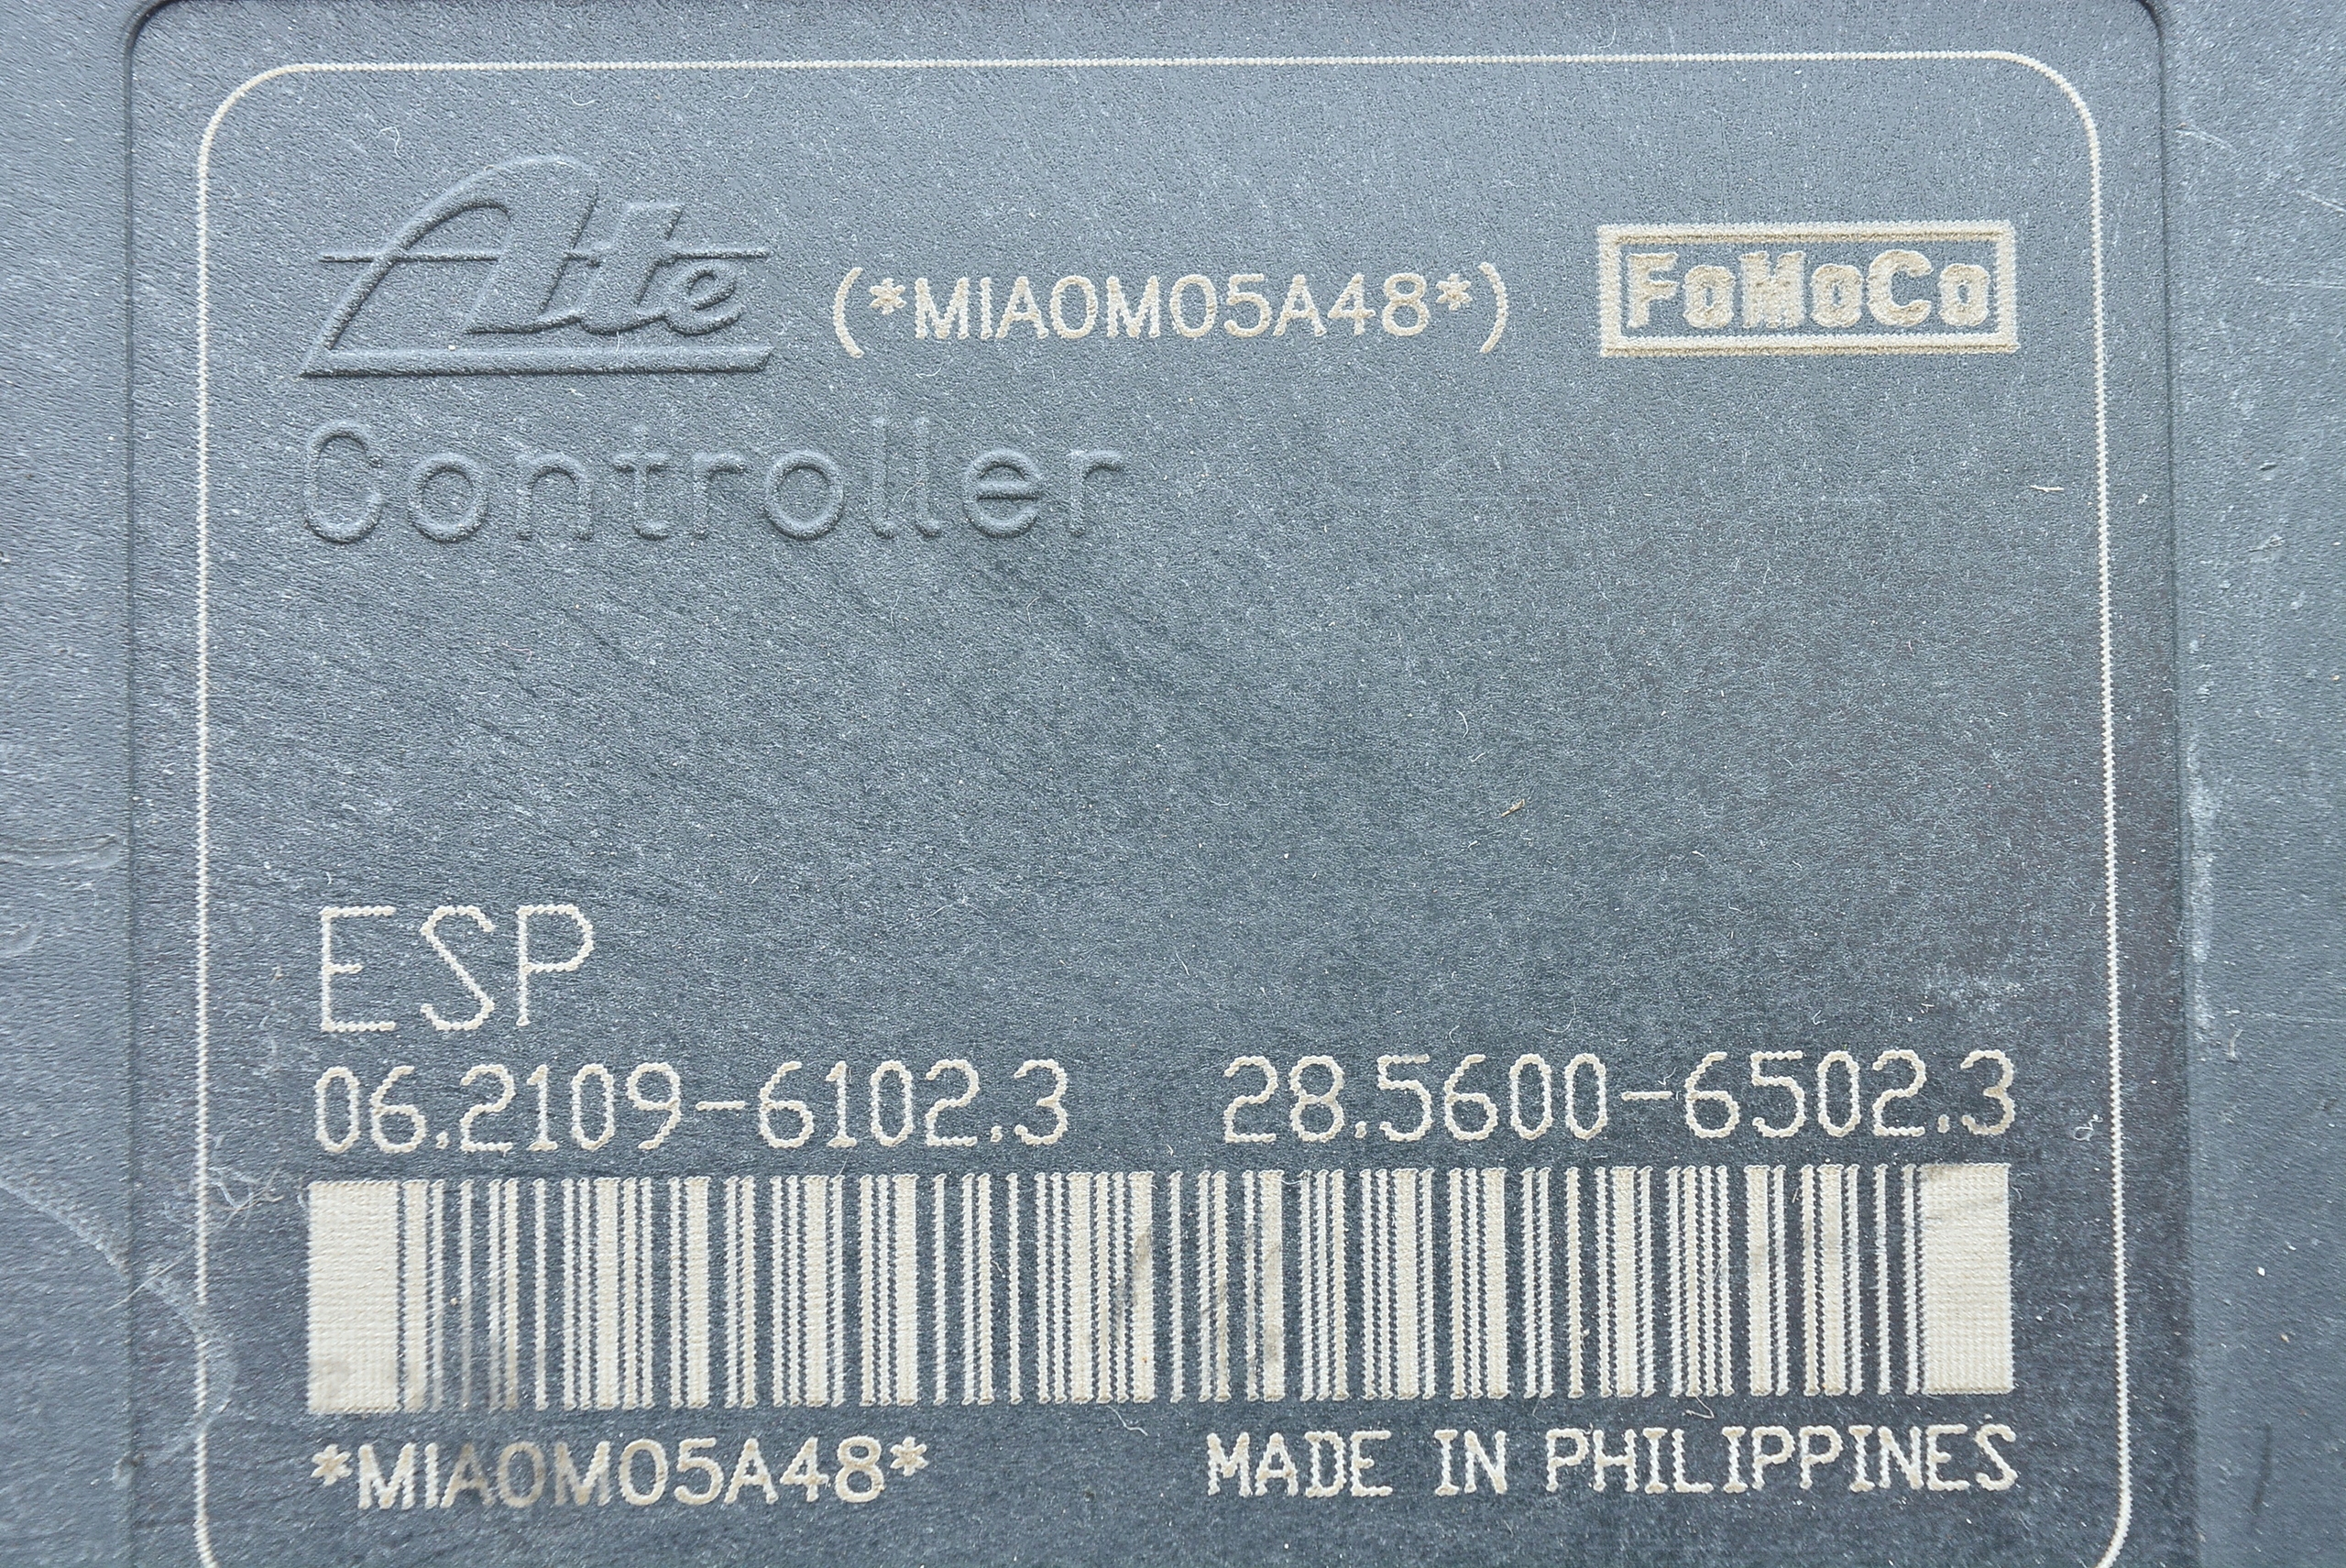 Ate (*MIA0M05A48*) FoMoCo
Controller
ESP
06.2109-6102.3 28.5600-6502.3
*MIA0M05A48* MADE IN PHILIPPINES